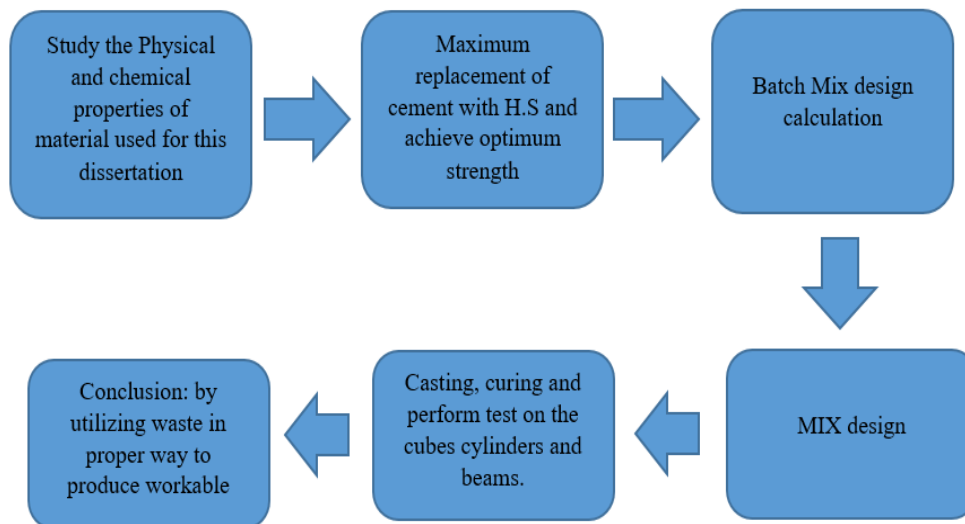 Study the Physical
and chemical
properties of
material used for this
dissertation
Maximum
replacement of
cement with H.S and
achieve optimum
strength
Batch Mix design
calculation
MIX design
Casting, curing and
perform test on the
cubes cylinders and
beams.
Conclusion: by
utilizing waste in
proper way to
produce workable